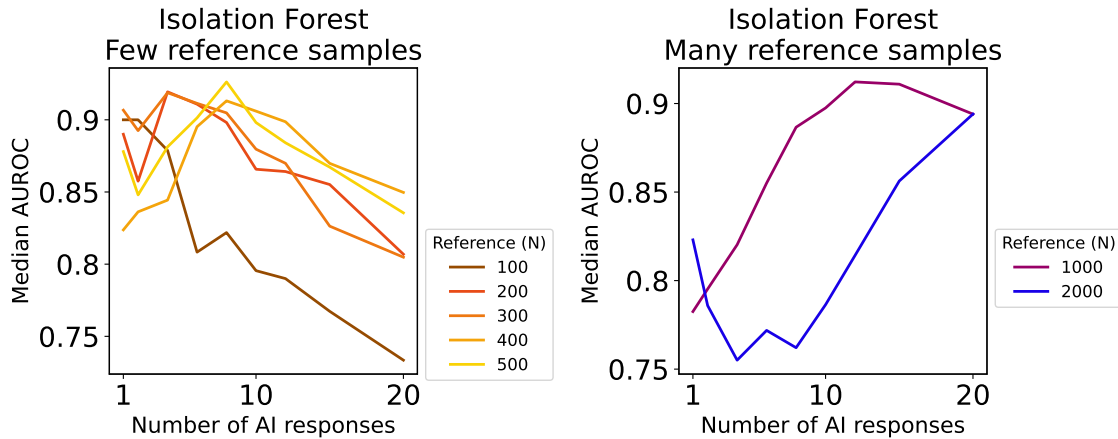 Isolation Forest
Few reference samples
Median AUROC
0.9
0.85
0.8
0.75
1
10
20
Number of AI responses
Reference (N)
100
200
300
400
500
Isolation Forest
Many reference samples
Median AUROC
0.9
0.85
0.8
0.75
1
10
20
Number of AI responses
Reference (N)
1000
2000